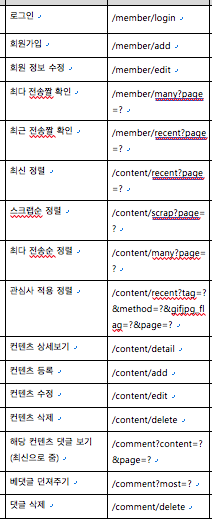 로그인 /member/login
회원가입 /member/add
회원 정보 수정 /member/edit
최다 전송짤 확인 /member/many?page
=?
최근 전송짤 확인 /member/recent?page
=?
최신 정렬 /content/recent?page
=?
스크랩순 정렬 /content/scrap?page=
?
최다 전송순 정렬 /content/many?page=
?
관심사 적용 정렬 /content/recent?tag=?
&method=?&gifjpg_fl
ag=?&page=?
컨텐츠 상세보기 /content/detail
컨텐츠 등록 /content/add
컨텐츠 수정 /content/edit
컨텐츠 삭제 /content/delete
해당 컨텐츠 댓글 보기 /comment?content=?
(최신으로 줌) &page=?
베댓글 던져주기 /comment?most=?
댓글 삭제 /comment/delete